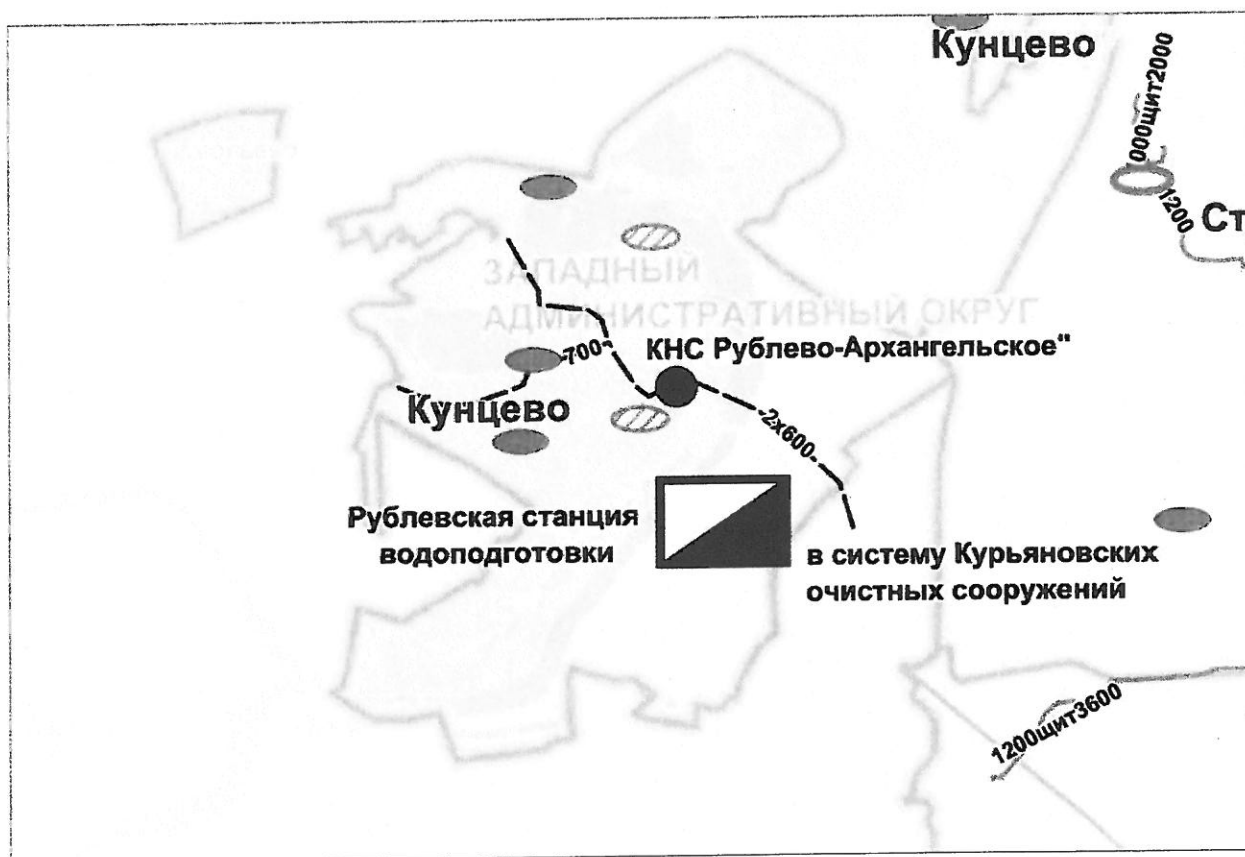 Кунцево
000щит2000
1200
Ст
ЗАПАДНЫЙ
АДМИНИСТРАТИВНЫЙ ОКРУГ
КНС Рублево-Архангельское"
700
Кунцево
2х600
Рублевская станция
водоподготовки
в систему Курьяновских
очистных сооружений
1200щит3600